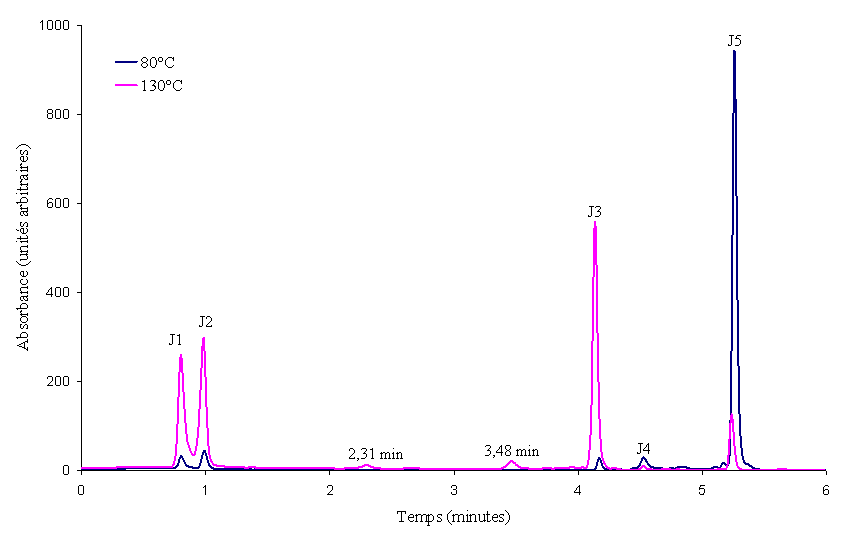 1000
J5
80°C
130°C
800
600
J3
400
J1
J2
200
2,31 min
3,48 min
J4
0
0
1
2
3
4
5
6
Temps (minutes)
Absorbance (unités arbitraires)